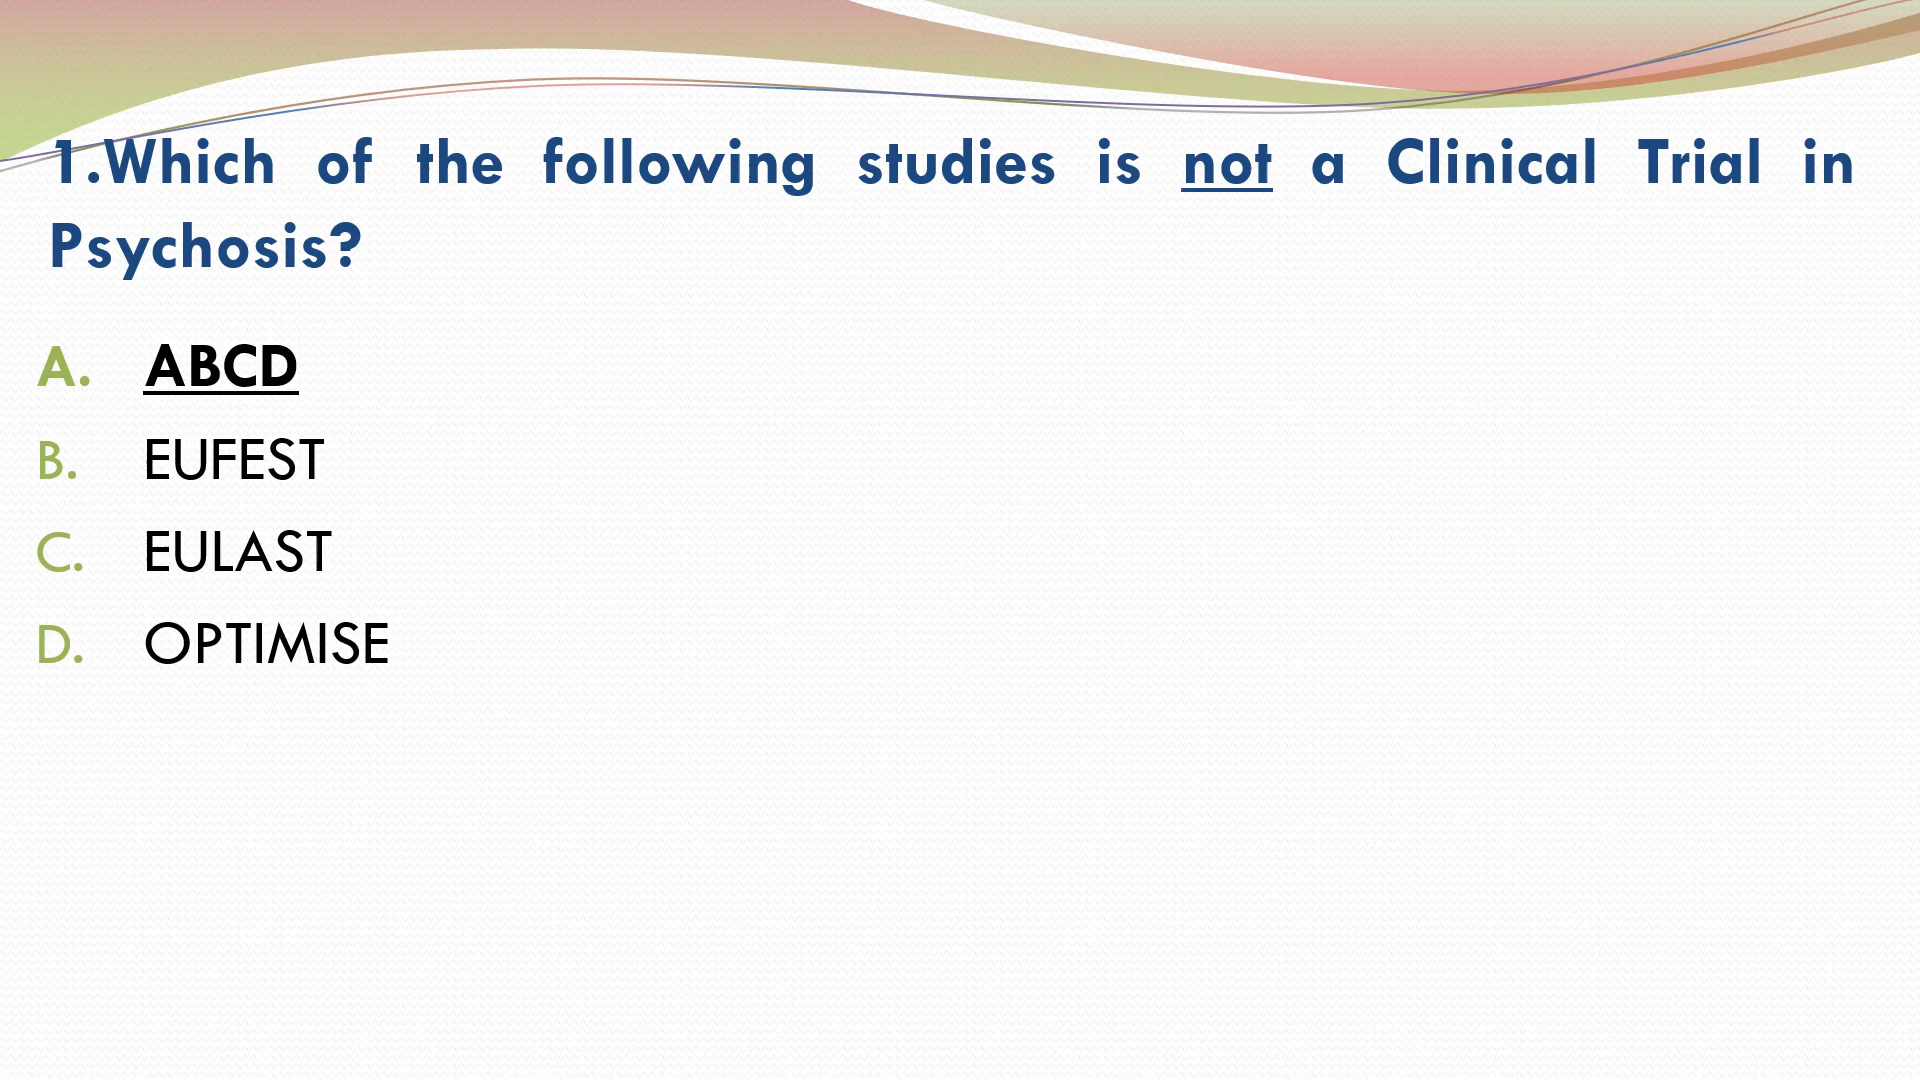 1.Which of the following studies is not a Clinical Trial in
Psychosis?
A. ABCD
B. EUFEST
C. EULAST
D. OPTIMISE